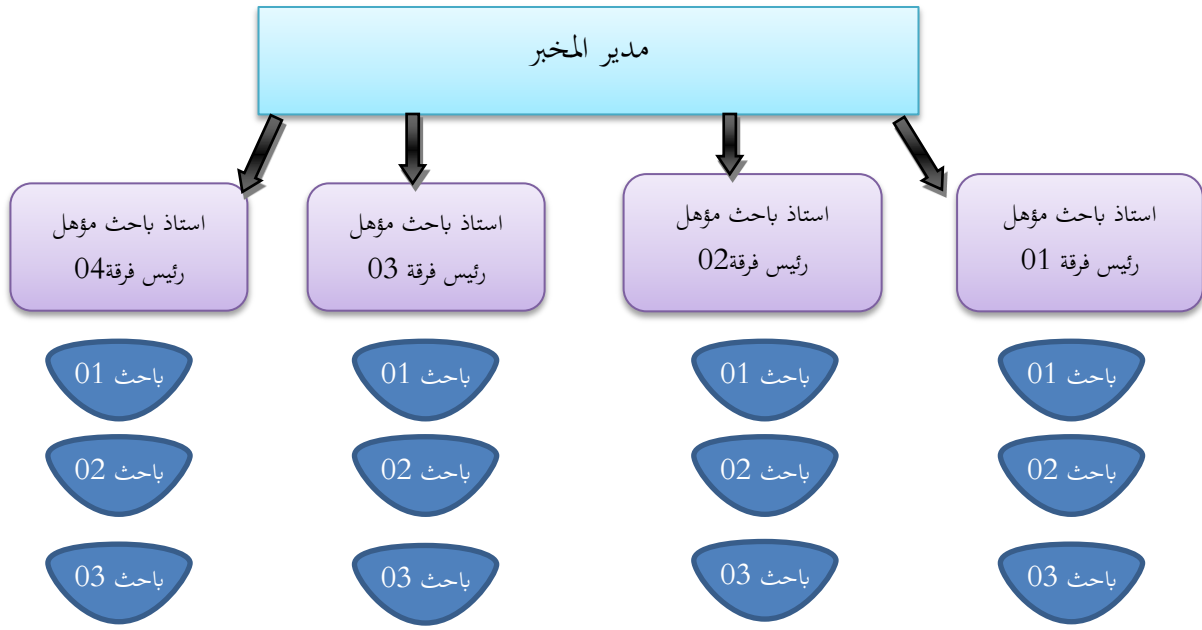 مدير المخبر
استاذ باحث مؤهل
رئيس فرقة 01
استاذ باحث مؤهل
رئيس فرقة02
استاذ باحث مؤهل
رئيس فرقة 03
استاذ باحث مؤهل
رئيس فرقة04
باحث 01
باحث 01
باحث 01
باحث 01
باحث 02
باحث 02
باحث 02
باحث 02
باحث 03
باحث 03
باحث 03
باحث 03